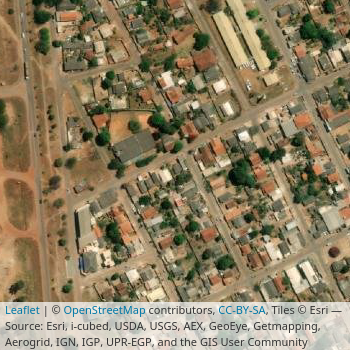 Leaflet | © OpenStreetMap contributors, CC-BY-SA, Tiles © Esri —
Source: Esri, i-cubed, USDA, USGS, AEX, GeoEye, Getmapping,
Aerogrid, IGN, IGP, UPR-EGP, and the GIS User Community